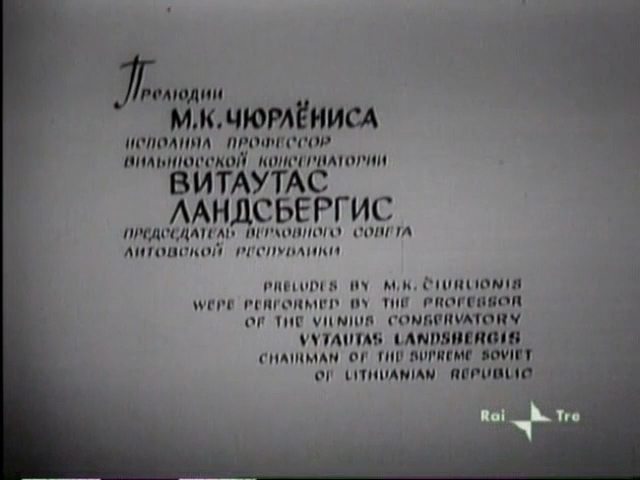 Прелюдии
М.К. ЧЮРЛЁНИСА
ИСПОЛНЯЛ ПРОФЕССОР
ВИЛЬНЮССКОЙ КОНСЕРВАТОРИИ
ВИТАУТАС
ЛАНДСБЕРГИС
ПРЕДСЕДАТЕЛЬ ВЕРХОВНОГО СОВЕТА
ЛИТОВСКОЙ РЕСПУБЛИКИ
PRELUDES BY M.K. ČIURLIONIS
WERE PERFORMED BY THE PROFESSOR
OF THE VILNIUS CONSERVATORY
VYTAUTAS LANDSBERGIS
CHAIRMAN OF THE SUPREME SOVIET
OF LITHUANIAN REPUBLIC
Rai Tre